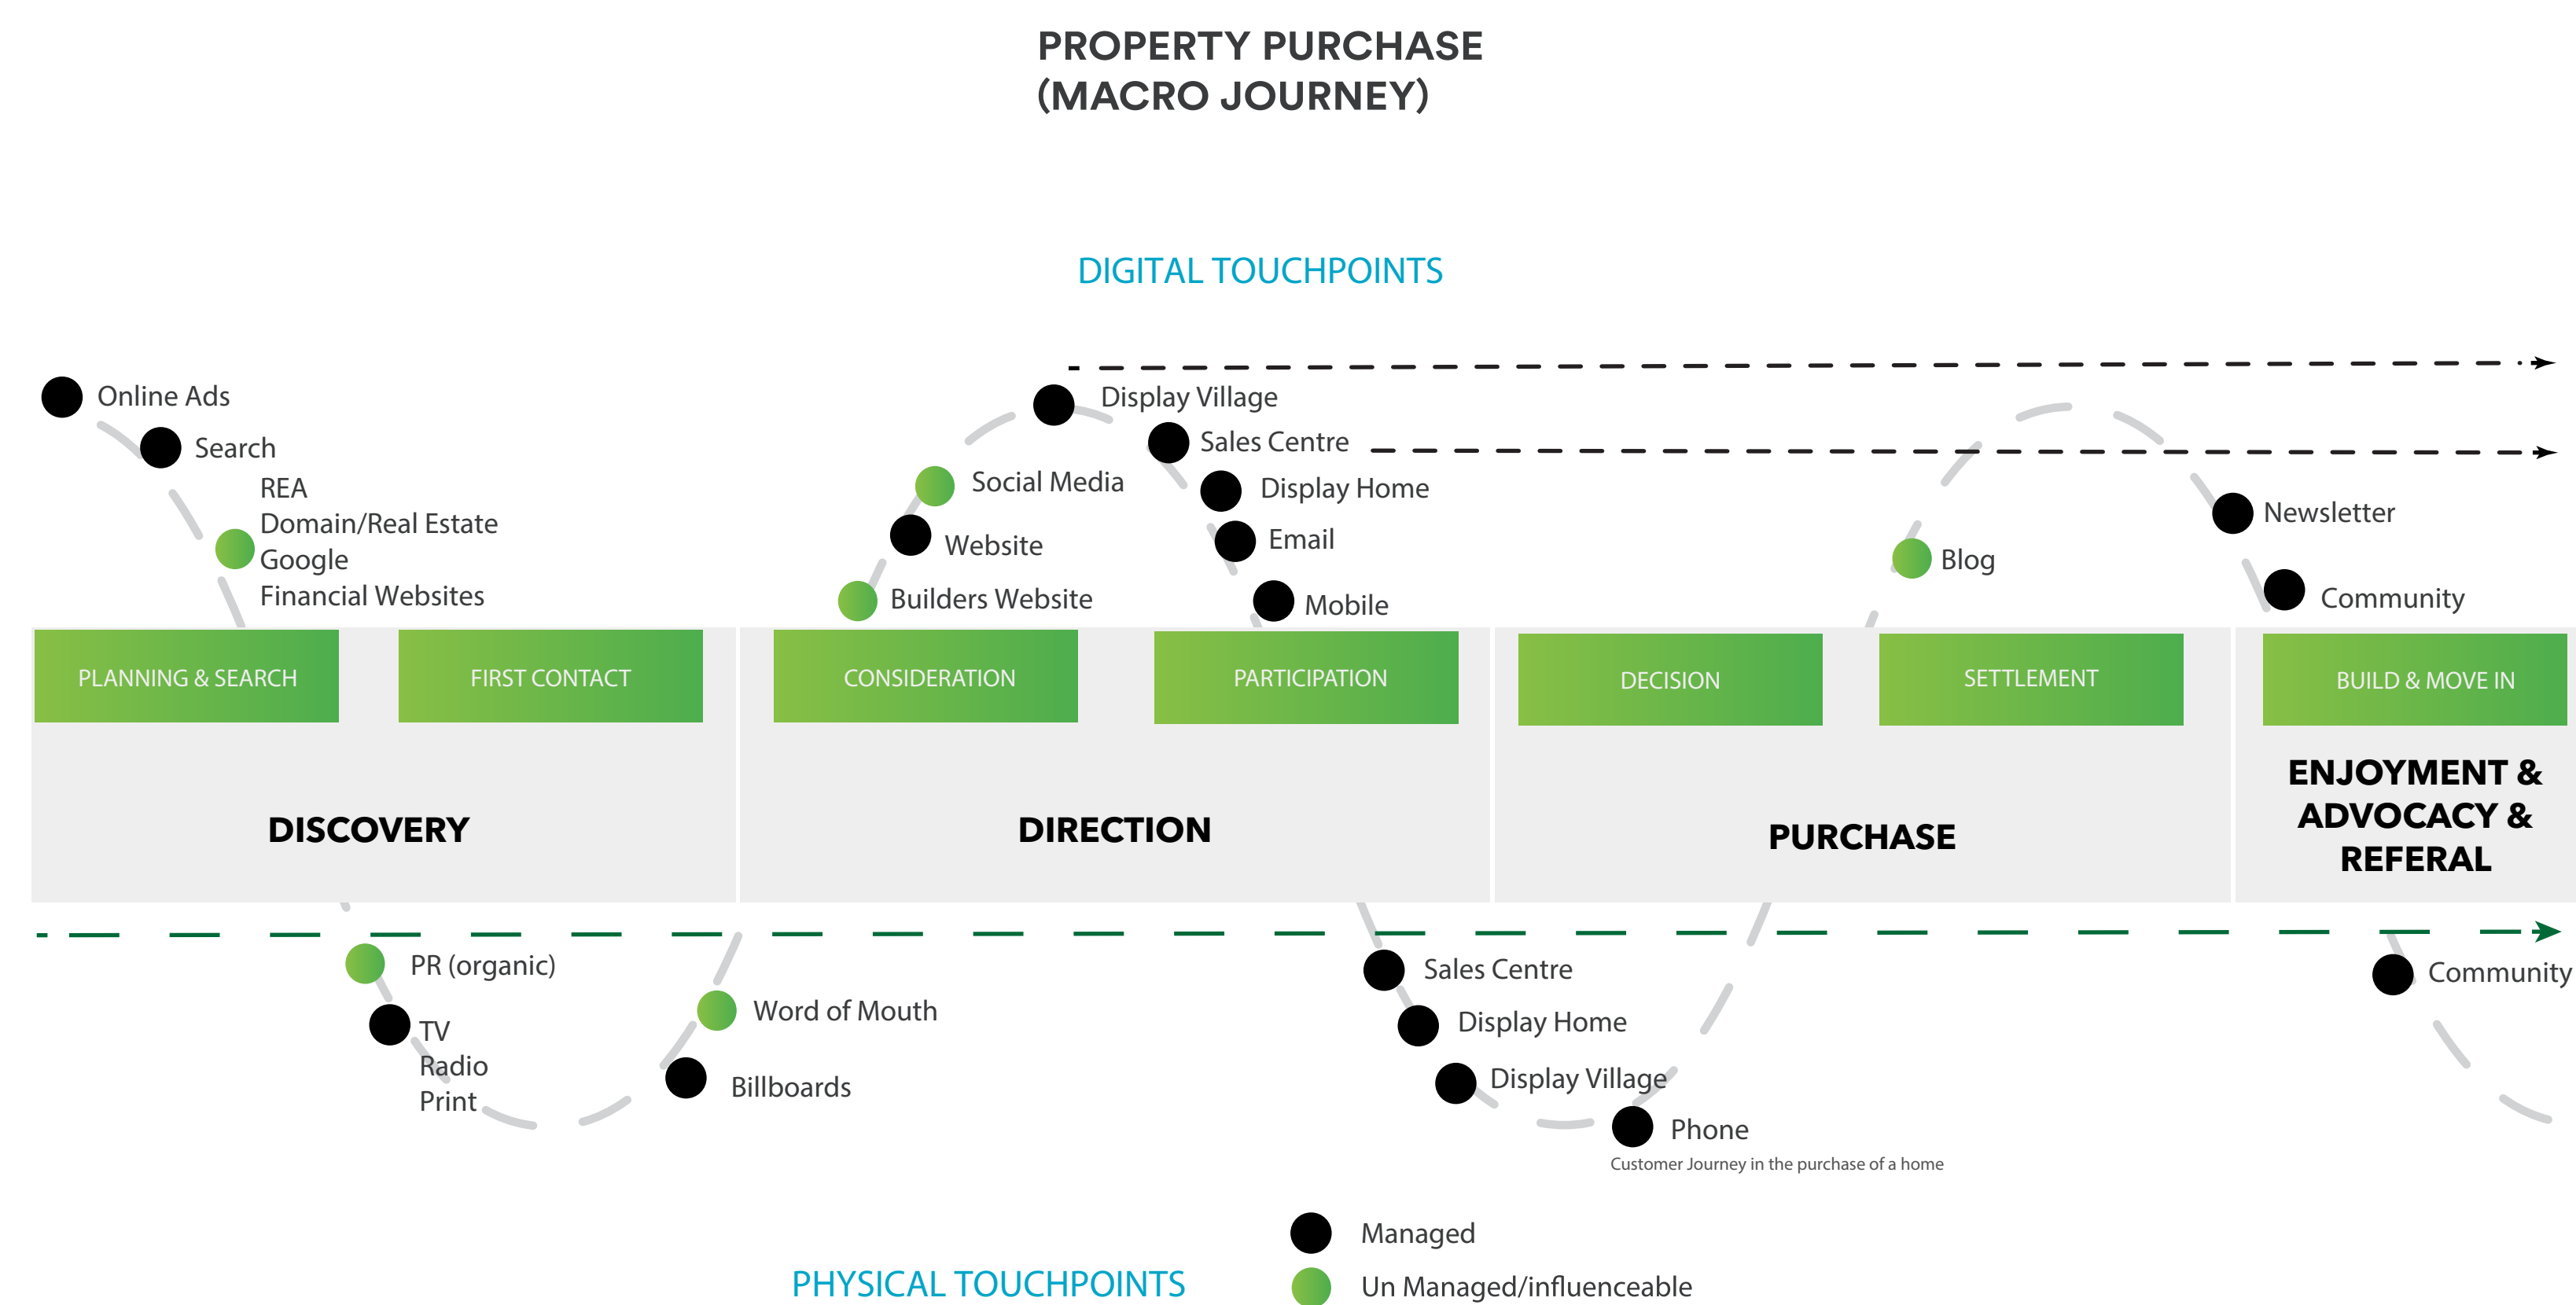 PROPERTY PURCHASE
(MACRO JOURNEY)
DIGITAL TOUCHPOINTS
Online Ads
Search
REA
Domain/Real Estate
Google
Financial Websites
Display Village
Sales Centre
Social Media
Display Home
Website
Email
Builders Website
Mobile
Blog
Newsletter
Community
PLANNING & SEARCH
FIRST CONTACT
CONSIDERATION
PARTICIPATION
DECISION
SETTLEMENT
BUILD & MOVE IN
DISCOVERY
DIRECTION
PURCHASE
ENJOYMENT &
ADVOCACY &
REFERAL
PR (organic)
TV
Radio
Print
Word of Mouth
Billboards
Sales Centre
Display Home
Display Village
Phone
Customer Journey in the purchase of a home
Community
Managed
PHYSICAL TOUCHPOINTS
Un Managed/influenceable